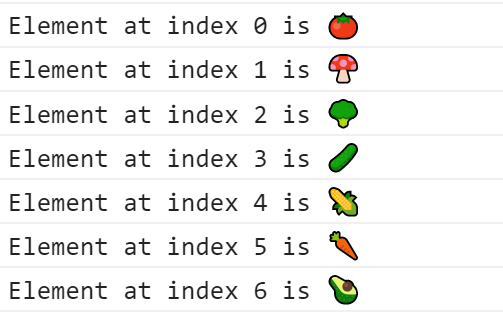 Element at index 0 is 🍅
Element at index 1 is 🍄
Element at index 2 is 🥦
Element at index 3 is 🥒
Element at index 4 is 🌽
Element at index 5 is 🥕
Element at index 6 is 🥑